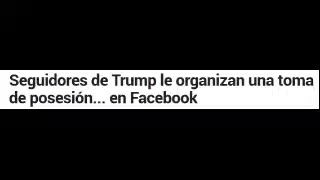 Seguidores de Trump le organizan una toma
de posesión... en Facebook